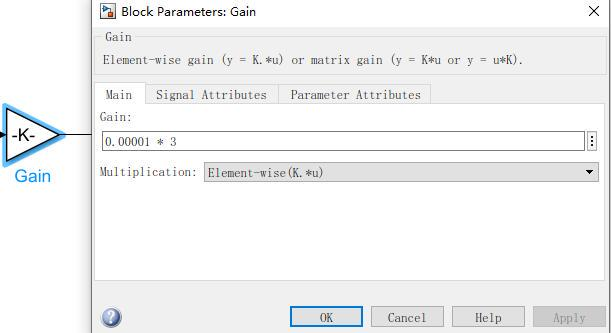 Block Parameters: Gain
Gain
Element-wise gain (y = K.*u) or matrix gain (y = K*u or y = u*K).
Main Signal Attributes Parameter Attributes
Gain:
0.00001 * 3
Multiplication: Element-wise(K.*u)
-K-
Gain
OK Cancel Help Apply